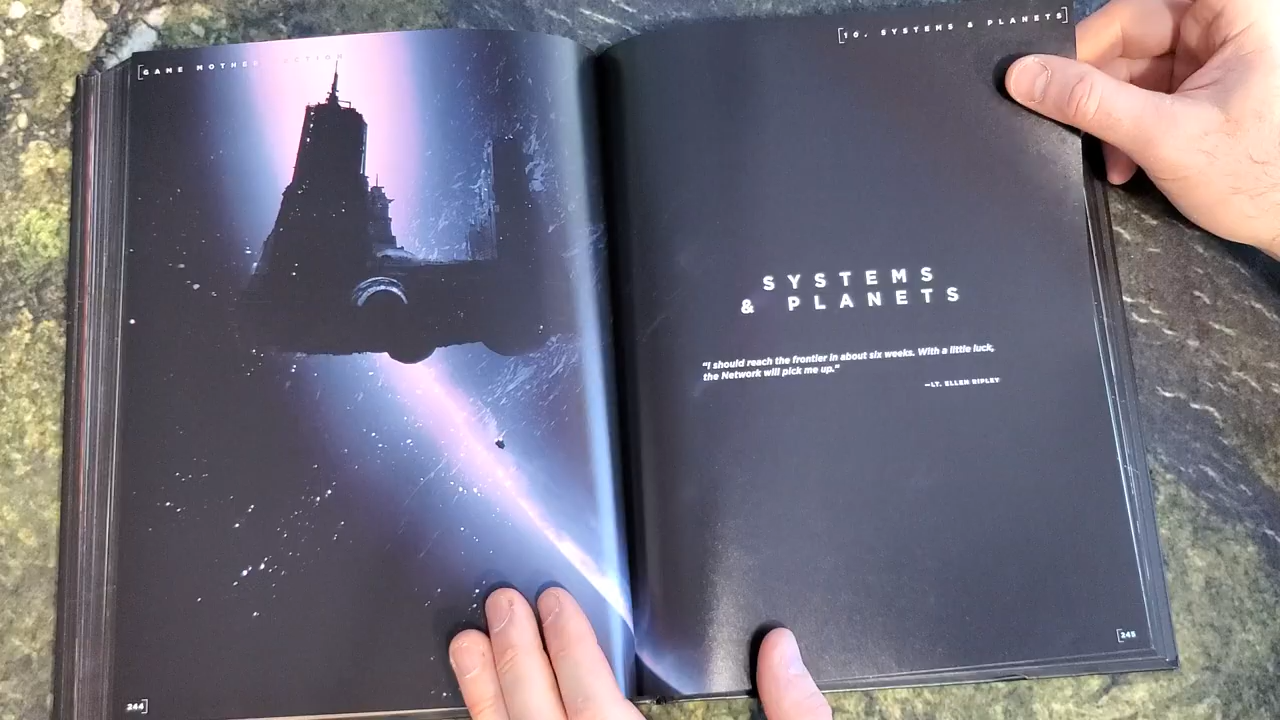 [GAME MOTHER SECTION
[10. SYSTEMS & PLANETS]
SYSTEMS
& PLANETS
"I should reach the frontier in about six weeks. With a little luck,
the Network will pick me up."
—LT. ELLEN RIPLEY
244]
[245